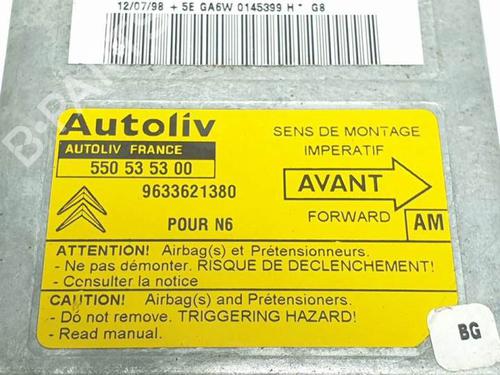 12/07/98 + 5E GA6W 0145399 H * G8
Autoliv
AUTOLIV FRANCE
550 53 53 00
9633621380
POUR N6
SENS DE MONTAGE
IMPERATIF
AVANT
FORWARD
AM
ATTENTION! Airbag(s) et Prétensionneurs.
- Ne pas démonter. RISQUE DE DECLENCHEMENT!
- Consulter la notice
CAUTION! Airbag(s) and Prétensioners.
- Do not remove. TRIGGERING HAZARD!
- Read manual.
BG
B-PARTS